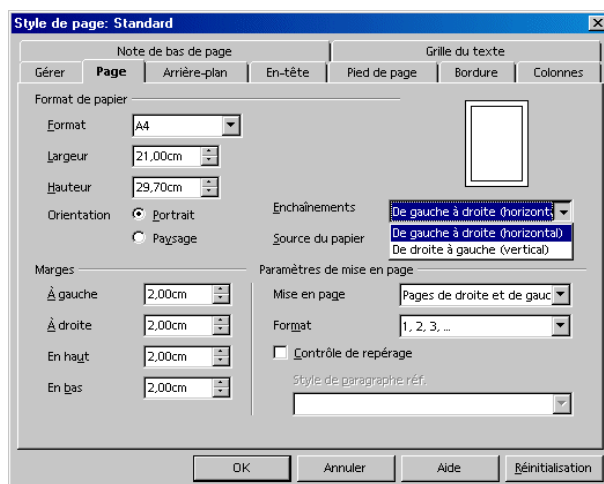 Style de page: Standard
Note de bas de page
Grille du texte
Gérer
Page
Arrière-plan
En-tête
Pied de page
Bordure
Colonnes
Format de papier
Format
A4
Largeur
21,00cm
Hauteur
29,70cm
Orientation
Portrait
Paysage
Enchaînements
De gauche à droite (horizont
De gauche à droite (horizontal)
De droite à gauche (vertical)
Source du papier
Marges
À gauche
2,00cm
À droite
2,00cm
En haut
2,00cm
En bas
2,00cm
Paramètres de mise en page
Mise en page
Pages de droite et de gauc
Format
1, 2, 3, ...
Contrôle de repérage
Style de paragraphe réf.
OK
Annuler
Aide
Réinitialisation